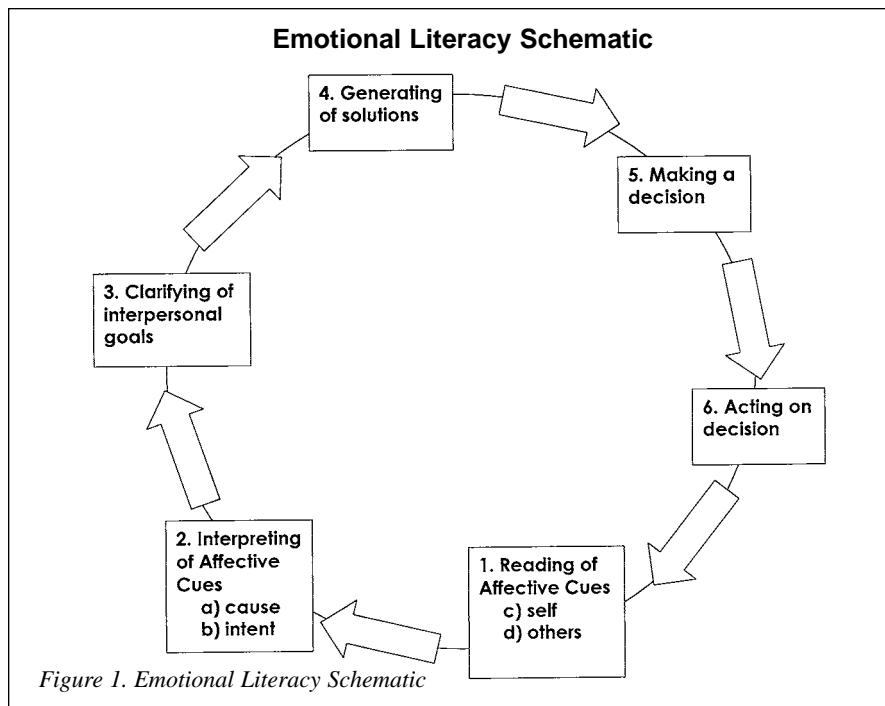 Emotional Literacy Schematic
4. Generating
of solutions
5. Making a
decision
3. Clarifying of
interpersonal
goals
6. Acting on
decision
2. Interpreting
of Affective
Cues
a) cause
b) intent
1. Reading of
Affective Cues
c) self
d) others
Figure 1. Emotional Literacy Schematic